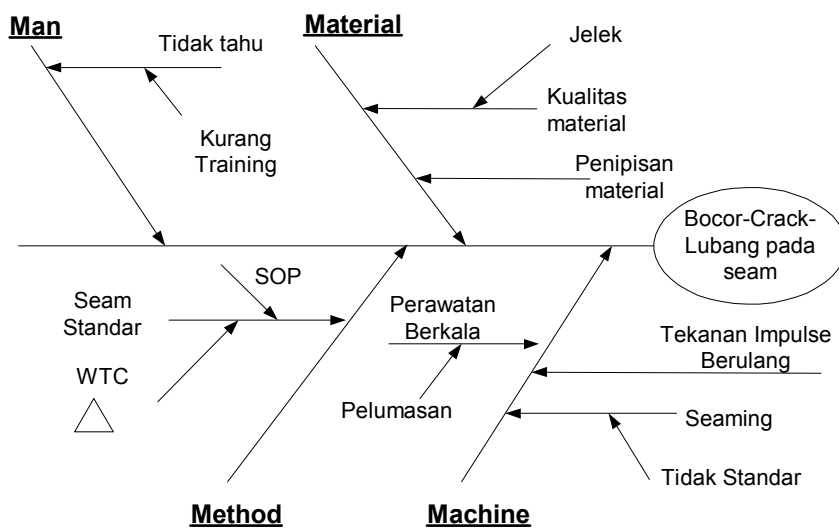 Man
Tidak tahu
Kurang
Training
Material
Jelek
Kualitas
material
Penipisan
material
Bocor-Crack-
Lubang pada
seam
SOP
Seam
Standar
WTC
Method
Perawatan
Berkala
Pelumasan
Tekanan Impulse
Berulang
Seaming
Tidak Standar
Machine